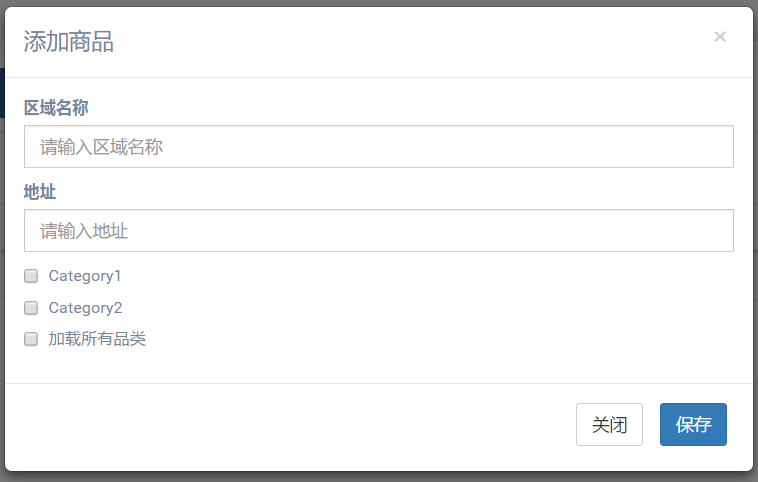 添加商品
×
区域名称
请输入区域名称
地址
请输入地址
Category1
Category2
加载所有品类
关闭 保存